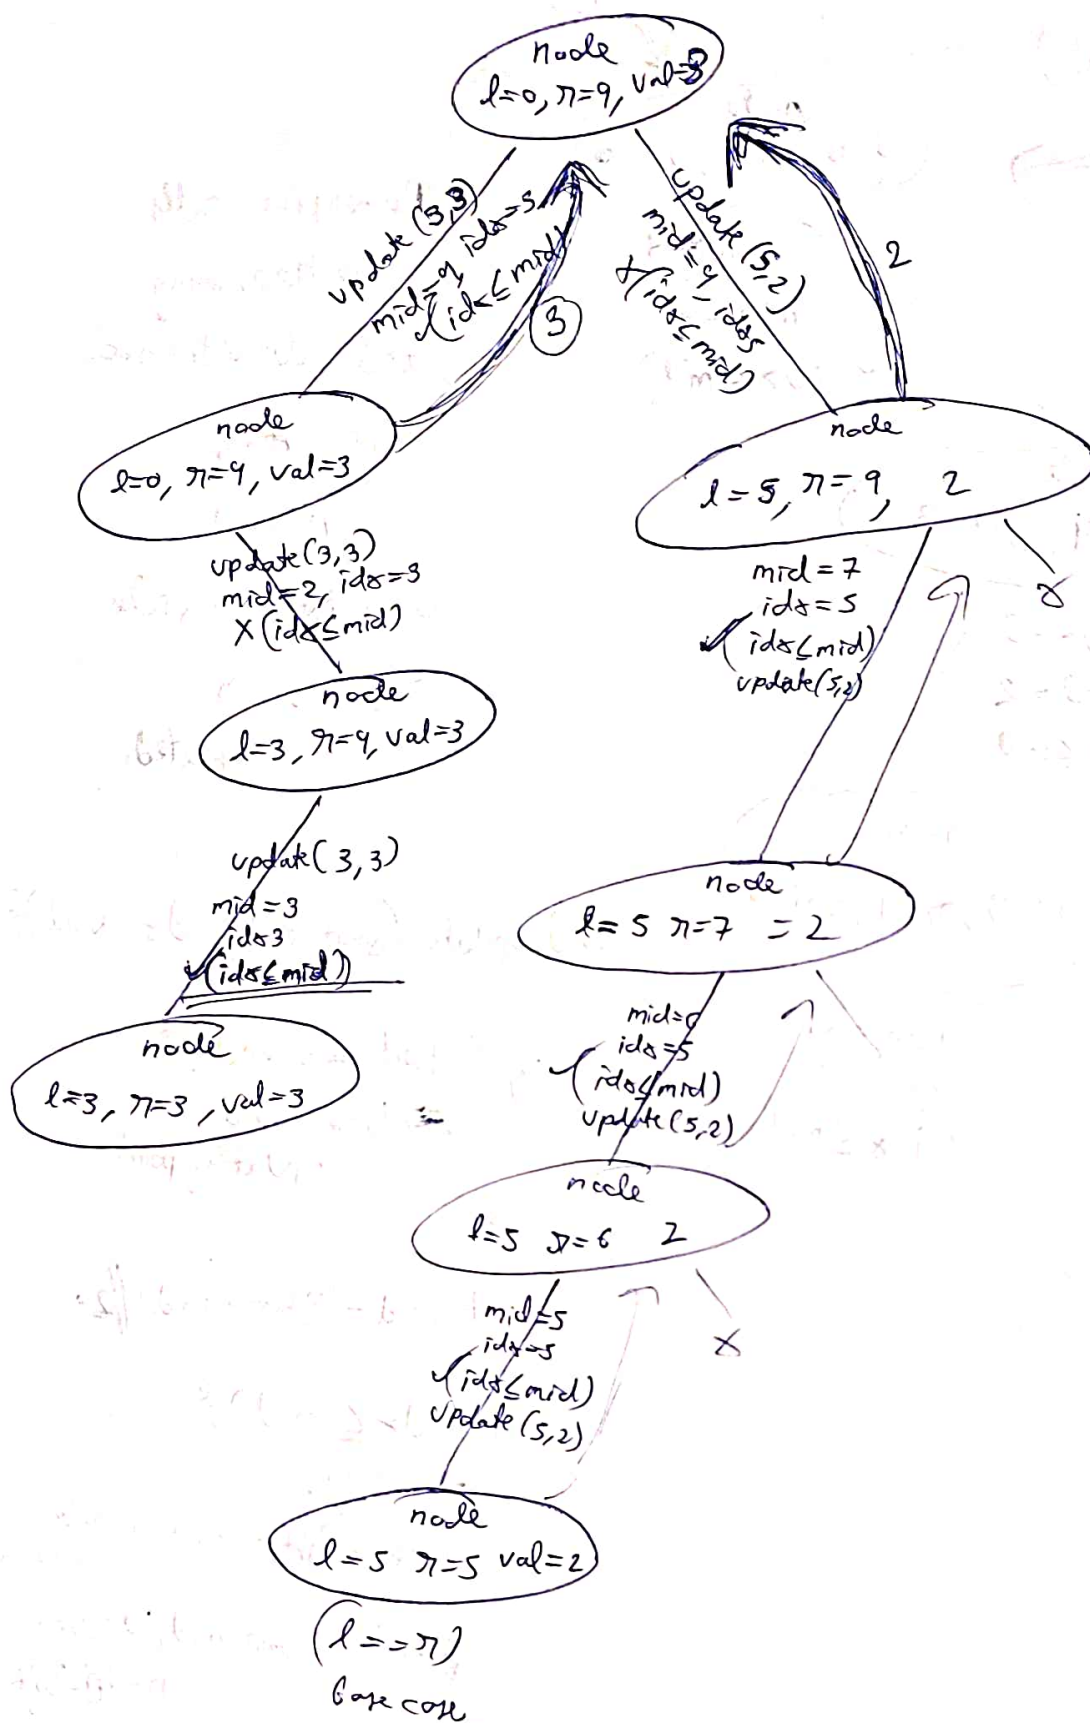 node
l=0, r=9, val=3
update (3,3)
mid=4, idx=5
✓(idx≤mid)
3
update (5,2)
mid=4, idx5
X(idx≤mid)
2
node
l=0, r=4, val=3
node
l=5, r=9, 2
update(3,3)
mid=2, idx=3
X(idx≤mid)
mid=7
idx=5
✓(idx≤mid)
update(5,2)
x
node
l=3, r=4, val=3
update(3,3)
mid=3
idx3
✓(idx≤mid)
node
l=5 r=7 =2
node
l=3, r=3, val=3
mid=6
idx=5
✓(idx≤mid)
update(5,2)
node
l=5 r=6 2
mid=5
idx=5
✓(idx≤mid)
update(5,2)
x
node
l=5 r=5 val=2
(l==r)
base case